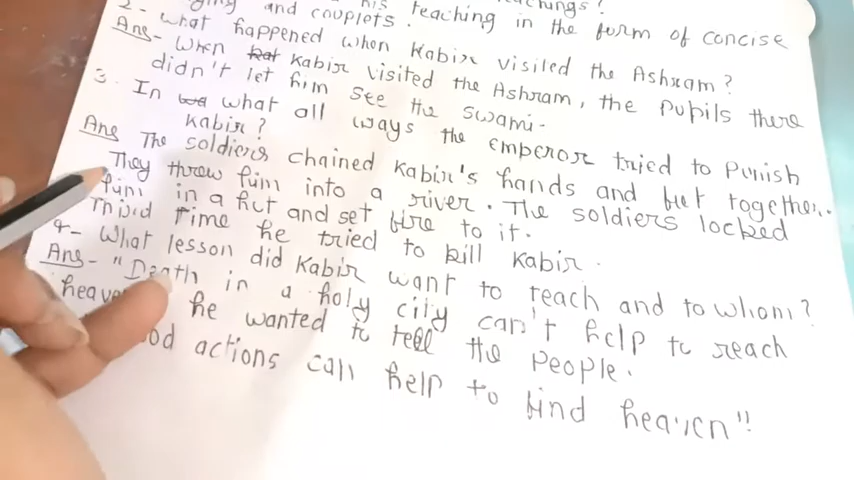 his teaching in the form of concise
and couplets.
2- What happened when Kabir visited the Ashram?
Ans- When Kabir visited the Ashram, the pupils there
didn't let him see the swami.
3. In what all ways the emperor tried to Punish
Kabir?
Ans The soldiers chained Kabir's hands and feet together.
They threw him into a river. The soldiers locked
him in a hut and set fire to it.
Third time he tried to kill Kabir.
4- What lesson did Kabir want to teach and to whom?
Ans- "Death in a holy city can't help to reach
he wanted to tell the People.
actions can help to find heaven"